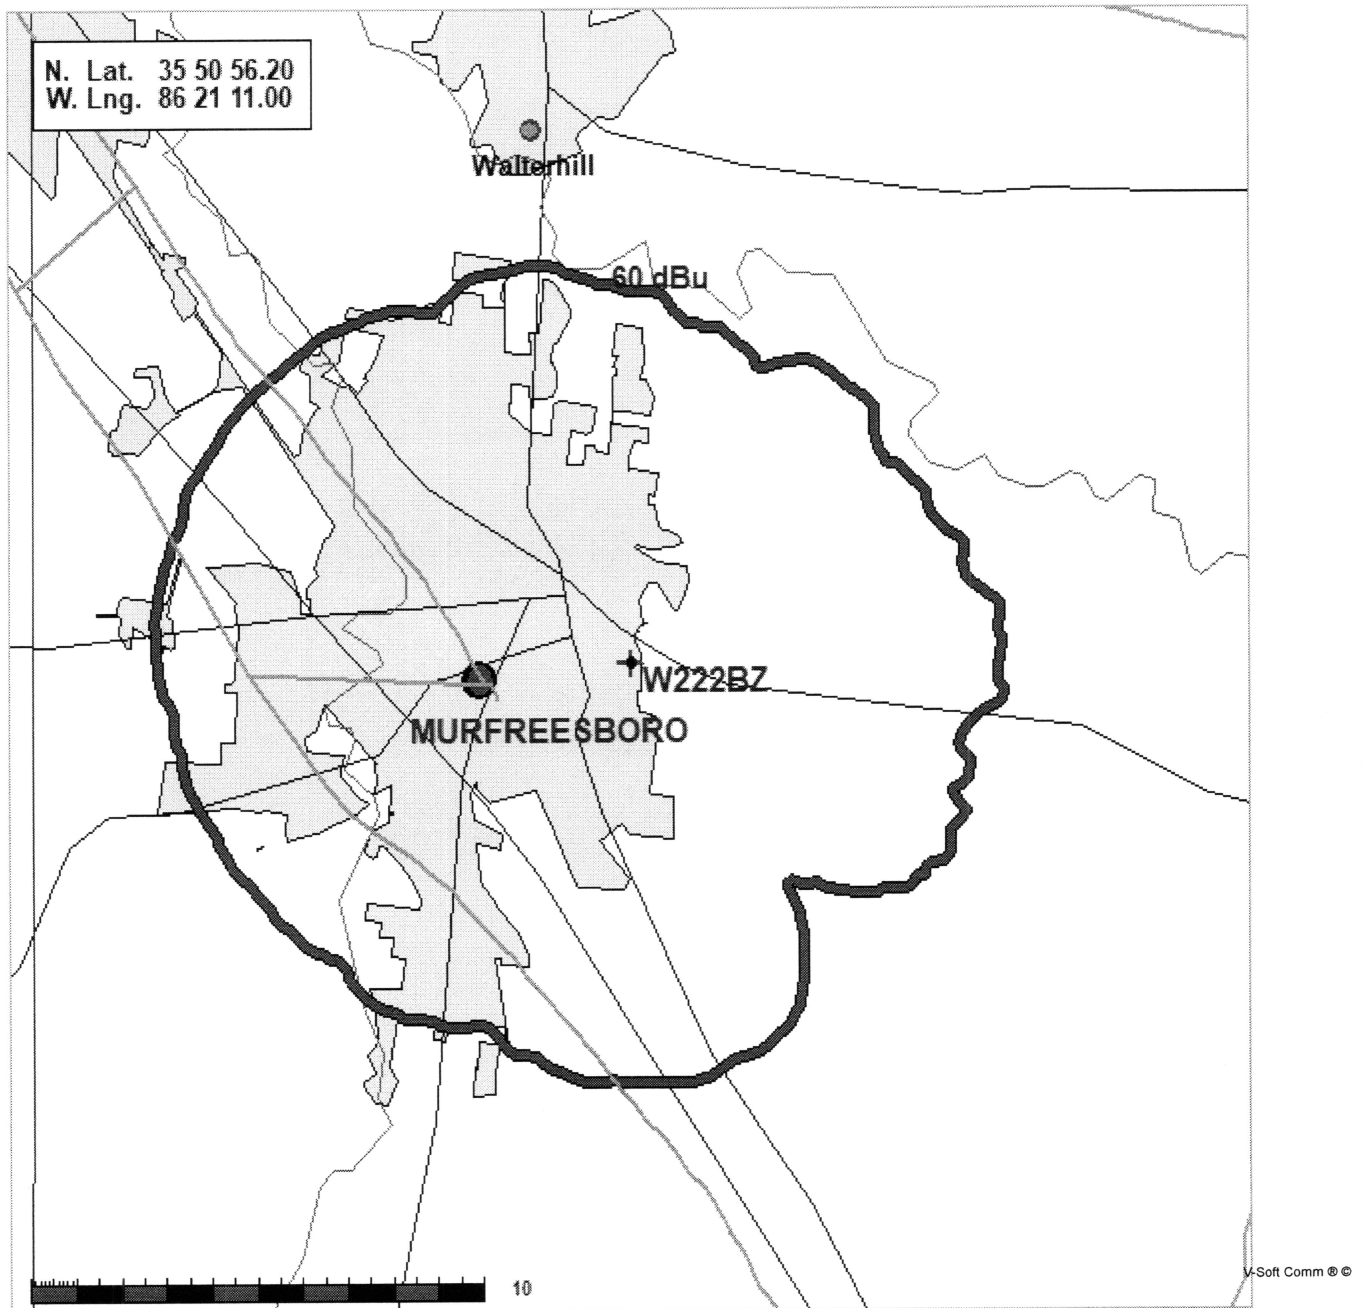 N. Lat. 35 50 56.20
W. Lng. 86 21 11.00
Walterhill
60 dBu
W222BZ
MURFREESBORO
10
V-Soft Comm ® ©